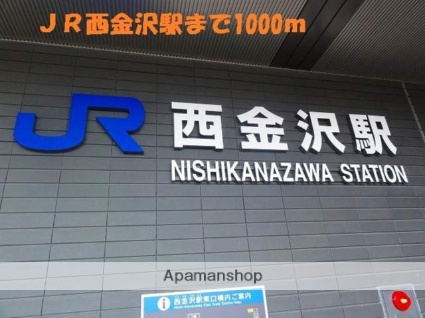 ＪＲ西金沢駅まで1000ｍ
JR 西金沢駅
NISHIKANAZAWA STATION
Apamanshop
西金沢駅東口構内ご案内